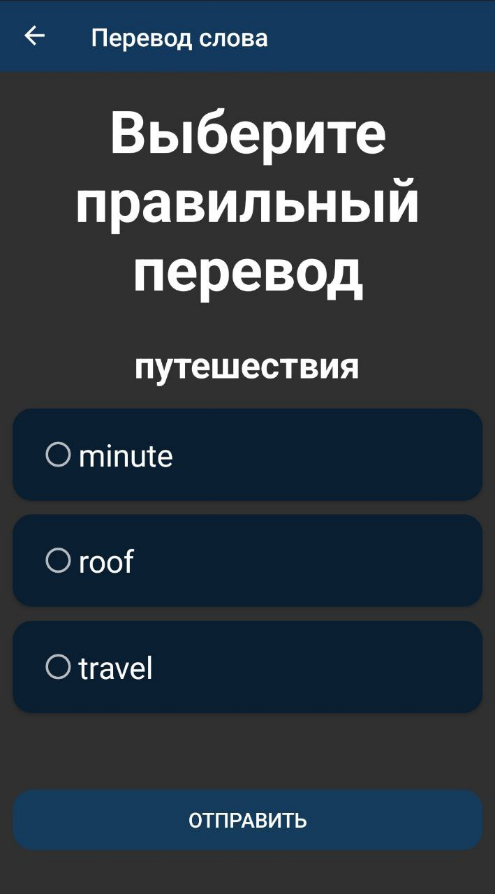 Перевод слова
Выберите
правильный
перевод
путешествия
minute
roof
travel
ОТПРАВИТЬ